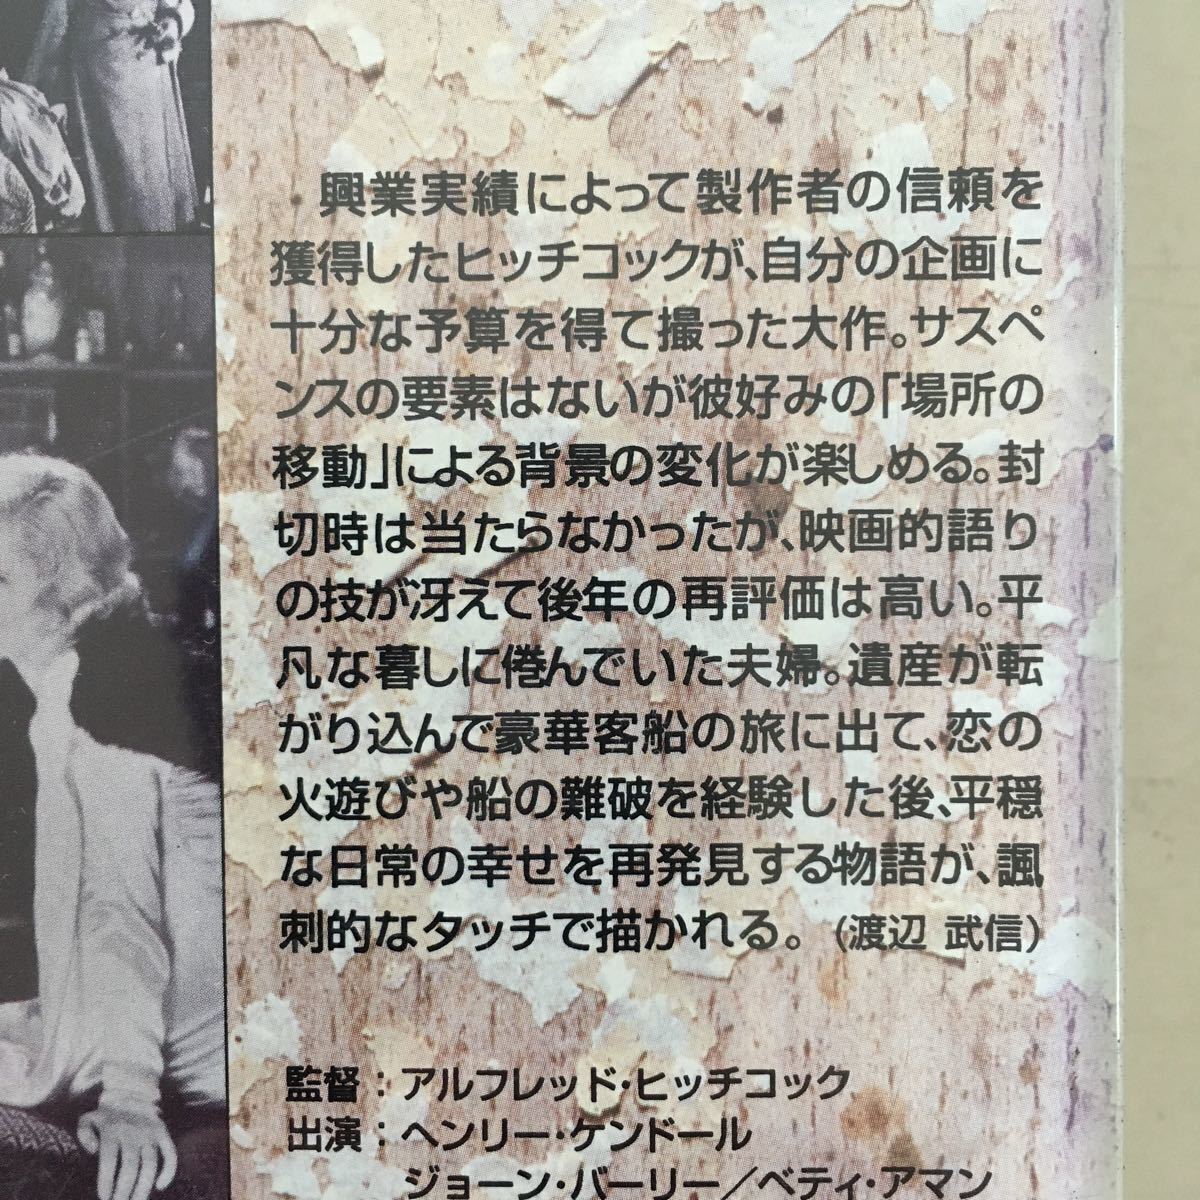 興業実績によって製作者の信頼を
獲得したヒッチコックが、自分の企画に
十分な予算を得て撮った大作。サスペ
ンスの要素はないが彼好みの「場所の
移動」による背景の変化が楽しめる。封
切時は当たらなかったが、映画的語り
の技が冴えて後年の再評価は高い。平
凡な暮しに倦んでいた夫婦。遺産が転
がり込んで豪華客船の旅に出て、恋の
火遊びや船の難破を経験した後、平穏
な日常の幸せを再発見する物語が、諷
刺的なタッチで描かれる。(渡辺 武信)
監督：アルフレッド・ヒッチコック
出演：ヘンリー・ケンドール
ジョーン・バーリー／ベティ・アマン